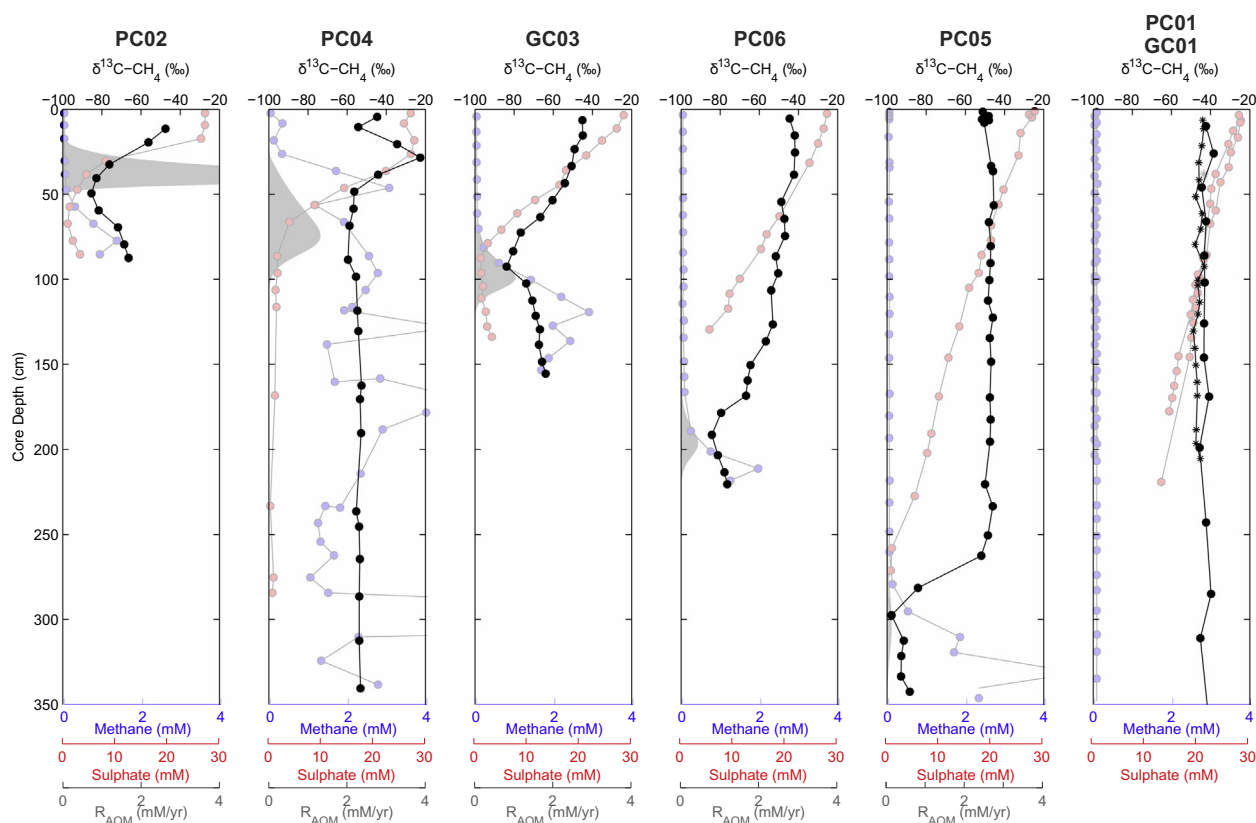 PC02 PC04 GC03 PC06 PC05 PC01
GC01
δ13C−CH4 (‰) δ13C−CH4 (‰) δ13C−CH4 (‰) δ13C−CH4 (‰) δ13C−CH4 (‰) δ13C−CH4 (‰)
−100 −80 −60 −40 −20 −100 −80 −60 −40 −20 −100 −80 −60 −40 −20 −100 −80 −60 −40 −20 −100 −80 −60 −40 −20 −100 −80 −60 −40 −20
0
50
100
150
200
250
300
350
Core Depth (cm)
0 2 4 0 2 4 0 2 4 0 2 4 0 2 4 0 2 4
Methane (mM) Methane (mM) Methane (mM) Methane (mM) Methane (mM) Methane (mM)
0 10 20 30 0 10 20 30 0 10 20 30 0 10 20 30 0 10 20 30 0 10 20 30
Sulphate (mM) Sulphate (mM) Sulphate (mM) Sulphate (mM) Sulphate (mM) Sulphate (mM)
0 4 0 4 0 4 0 4 0 4
RAOM (mM/yr) RAOM (mM/yr) RAOM (mM/yr) RAOM (mM/yr) RAOM (mM/yr)